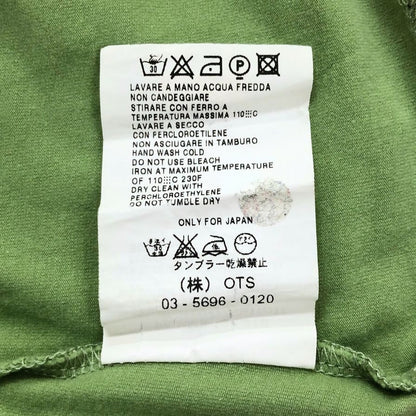 30 P
LAVARE A MANO ACQUA FREDDA
NON CANDEGGIARE
STIRARE CON FERRO A
TEMPERATURA MASSIMA 110░C
LAVARE A SECCO
CON FERCLOROETILENE
NON ASCIUGARE IN TAMBURO
HAND WASH COLD
DO NOT USE BLEACH
IRON AT MAXIMUM TEMPERATURE
OF 110░C 230F
DRY CLEAN WITH
PERCHLOROETHYLENE
DO NOT TUMBLE DRY
ONLY FOR JAPAN
タンブラー乾燥禁止
(株) OTS
03-5696-0120